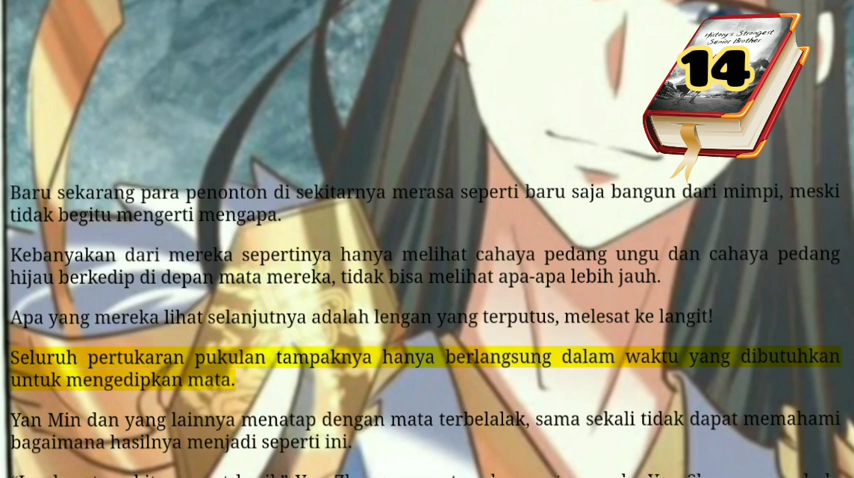 History's Strongest
Senior Brother
14
Baru sekarang para penonton di sekitarnya merasa seperti baru saja bangun dari mimpi, meski
tidak begitu mengerti mengapa.
Kebanyakan dari mereka sepertinya hanya melihat cahaya pedang ungu dan cahaya pedang
hijau berkedip di depan mata mereka, tidak bisa melihat apa-apa lebih jauh.
Apa yang mereka lihat selanjutnya adalah lengan yang terputus, melesat ke langit!
Seluruh pertukaran pukulan tampaknya hanya berlangsung dalam waktu yang dibutuhkan
untuk mengedipkan mata.
Yan Min dan yang lainnya menatap dengan mata terbelalak, sama sekali tidak dapat memahami
bagaimana hasilnya menjadi seperti ini.